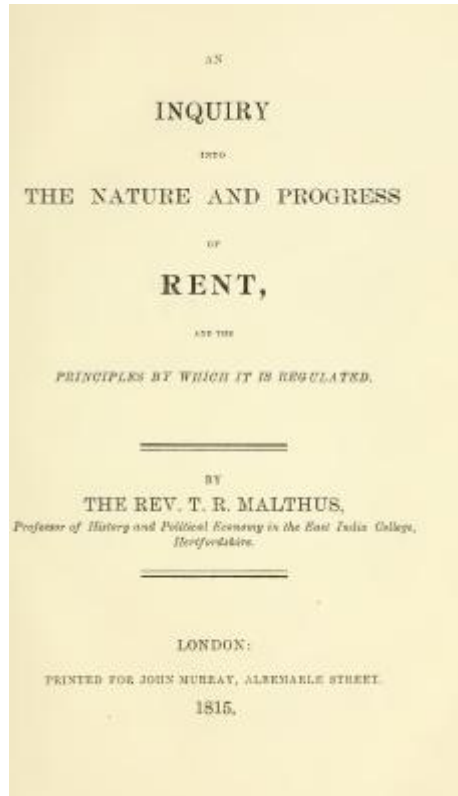 AN
INQUIRY
INTO
THE NATURE AND PROGRESS
OF
RENT,
AND THE
PRINCIPLES BY WHICH IT IS REGULATED.
BY
THE REV. T. R. MALTHUS,
Professor of History and Political Economy in the East India College,
Hertfordshire.
LONDON:
PRINTED FOR JOHN MURRAY, ALBEMARLE STREET.
1815.